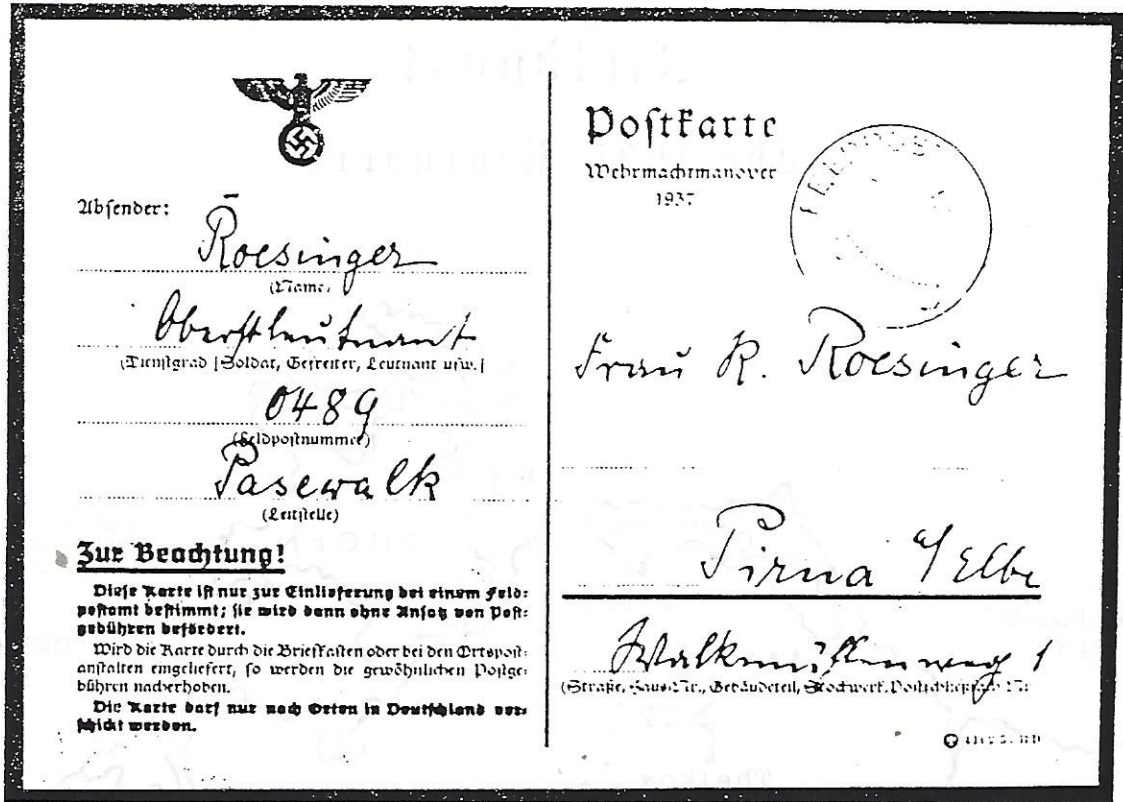 Absender:
Roesinger
(Name)
Oberstleutnant
(Dienstgrad [Soldat, Gefreiter, Leutnant usw.]
0489
(Feldpostnummer)
Pasewalk
(Leitstelle)
Zur Beachtung!
Diese Karte ist nur zur Einlieferung bei einem Feld-
postamt bestimmt; sie wird dann ohne Ansatz von Post-
gebühren befördert.
Wird die Karte durch die Briefkasten oder bei den Ortspost-
anstalten eingeliefert, so werden die gewöhnlichen Postge-
bühren nacherhoben.
Die Karte darf nur nach Orten in Deutschland ver-
schickt werden.
Postkarte
Wehrmachtmanöver
1937
FELDPOST
Frau R. Roesinger
Pirna a/Elbe
Walkmühlenweg 1
(Straße, Haus-Nr., Gebäudeteil, Stockwerk, Postschließfach-Nr.